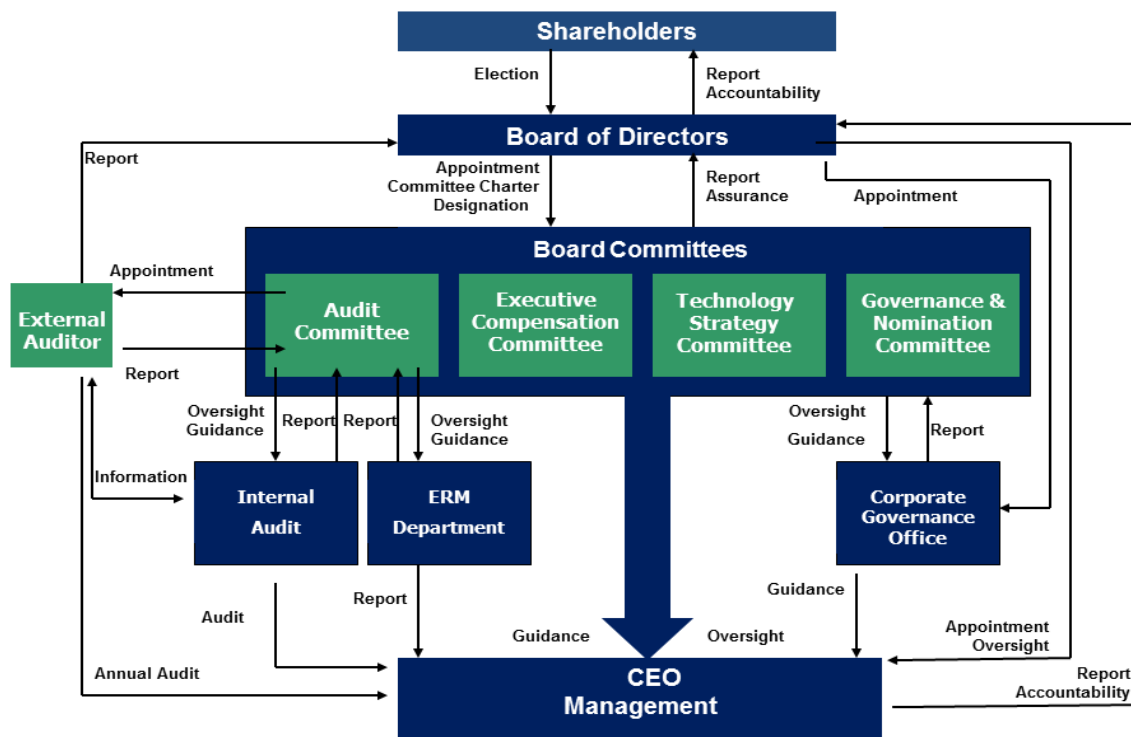 Shareholders
Election
Report
Accountability
Board of Directors
Report
Appointment
Committee Charter
Designation
Report
Assurance
Appointment
Board Committees
Appointment
External
Auditor
Audit
Committee
Executive
Compensation
Committee
Technology
Strategy
Committee
Governance &
Nomination
Committee
Report
Oversight
Guidance
Report
Report
Oversight
Guidance
Oversight
Guidance
Report
Information
Internal
Audit
ERM
Department
Corporate
Governance
Office
Audit
Report
Guidance
Guidance
Oversight
Appointment
Oversight
Annual Audit
CEO
Management
Report
Accountability